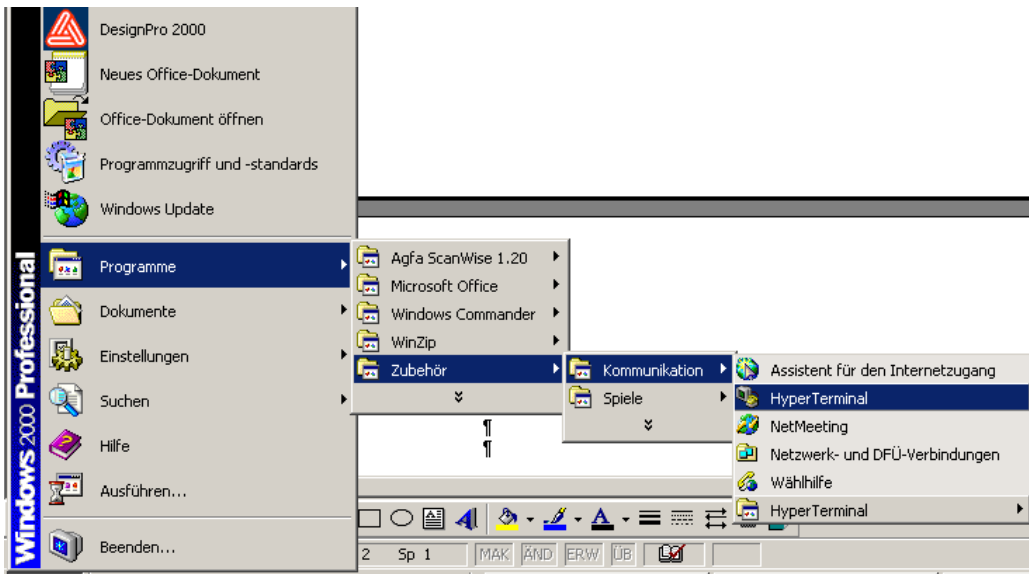 DesignPro 2000
Neues Office-Dokument
Office-Dokument öffnen
Programmzugriff und -standards
Windows Update
Programme
Dokumente
Einstellungen
Suchen
Hilfe
Ausführen...
Beenden...
Windows 2000 Professional
Agfa ScanWise 1.20
Microsoft Office
Windows Commander
WinZip
Zubehör
Kommunikation
Spiele
Assistent für den Internetzugang
HyperTerminal
NetMeeting
Netzwerk- und DFÜ-Verbindungen
Wählhilfe
HyperTerminal
¶
¶
2 Sp 1 MAK ÄND ERW ÜB